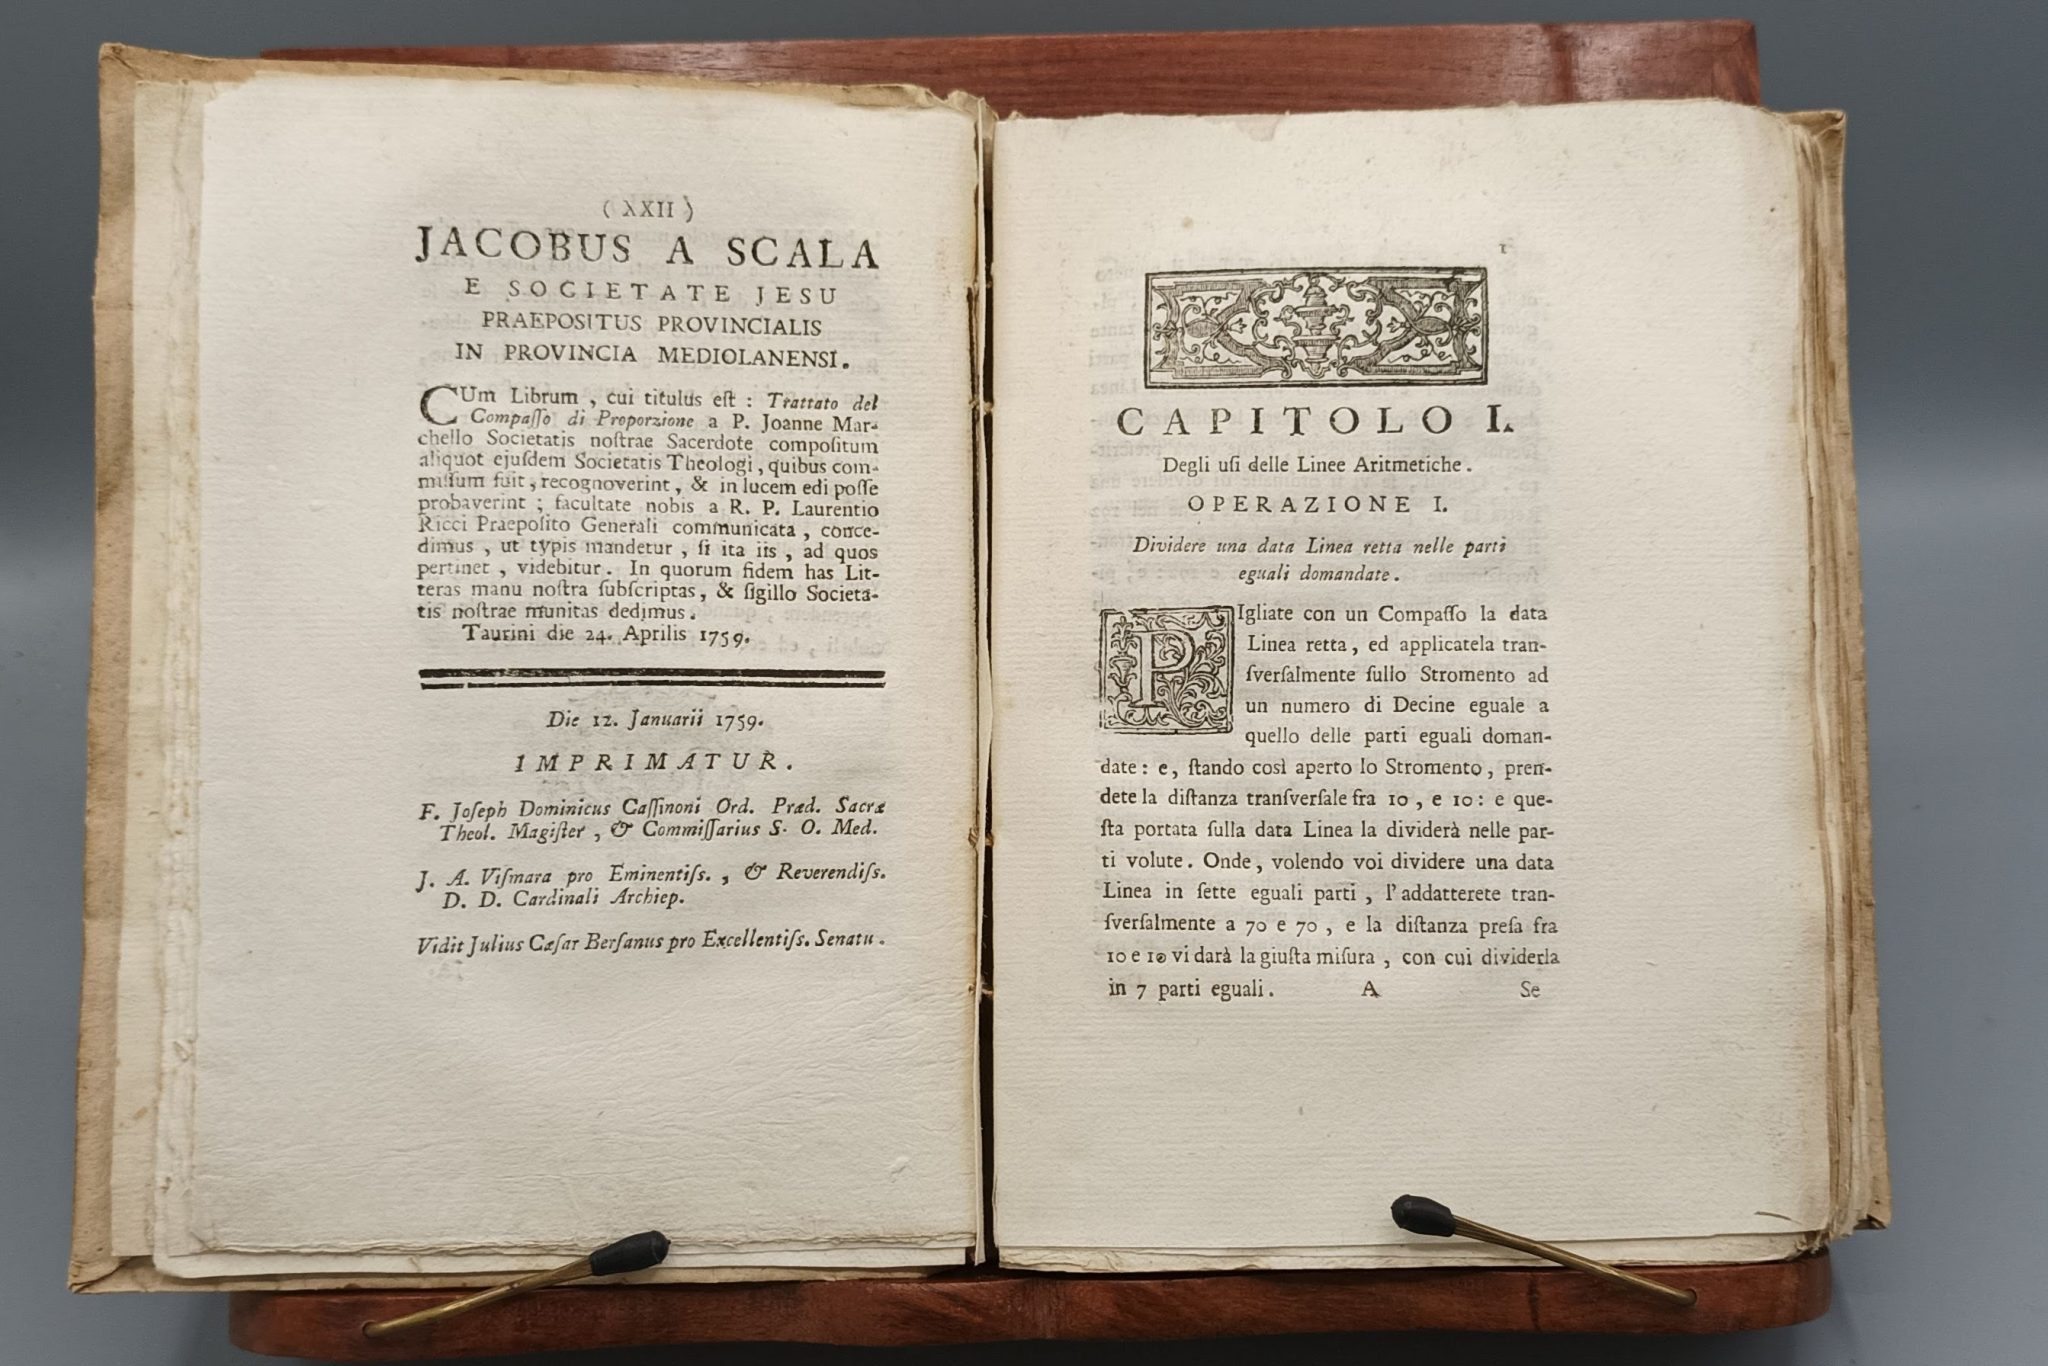 ( XXII )
JACOBUS A SCALA
E SOCIETATE JESU
PRAEPOSITUS PROVINCIALIS
IN PROVINCIA MEDIOLANENSI.
CUm Librum , cui titulus eſt : Trattato del
Compaſſo di Proporzione a P. Joanne Mar-
chello Societatis noſtrae Sacerdote compoſitum
aliquot ejuſdem Societatis Theologi , quibus com-
miſſum fuit , recognoverint , & in lucem edi poſſe
probaverint ; facultate nobis a R. P. Laurentio
Ricci Praepoſito Generali communicata , conce-
dimus , ut typis mandetur , ſi ita iis , ad quos
pertinet , videbitur. In quorum fidem has Lit-
teras manu noſtra ſubſcriptas, & ſigillo Societa-
tis noſtrae munitas dedimus.
Taurini die 24. Aprilis 1759.
Die 12. Januarii 1759.
IMPRIMATUR.
F. Joſeph Dominicus Caſſinoni Ord. Præd. Sacræ
Theol. Magiſter , & Commiſſarius S. O. Med.
J. A. Viſmara pro Eminentiſs. , & Reverendiſs.
D. D. Cardinali Archiep.
Vidit Julius Cæſar Berſanus pro Excellentiſs. Senatu .
1
CAPITOLO I.
Degli uſi delle Linee Aritmetiche.
OPERAZIONE I.
Dividere una data Linea retta nelle parti
eguali domandate.
PIgliate con un Compaſſo la data
Linea retta , ed applicatela tran-
ſverſalmente ſullo Stromento ad
un numero di Decine eguale a
quello delle parti eguali doman-
date : e, ſtando così aperto lo Stromento, pren-
dete la diſtanza tranſverſale fra 10 , e 10 : e que-
ſta portata ſulla data Linea la dividerà nelle par-
ti volute. Onde, volendo voi dividere una data
Linea in ſette eguali parti , l'addatterete tran-
ſverſalmente a 70 e 70 , e la diſtanza preſa fra
10 e 10 vi darà la giuſta miſura , con cui dividerla
in 7 parti eguali. A Se